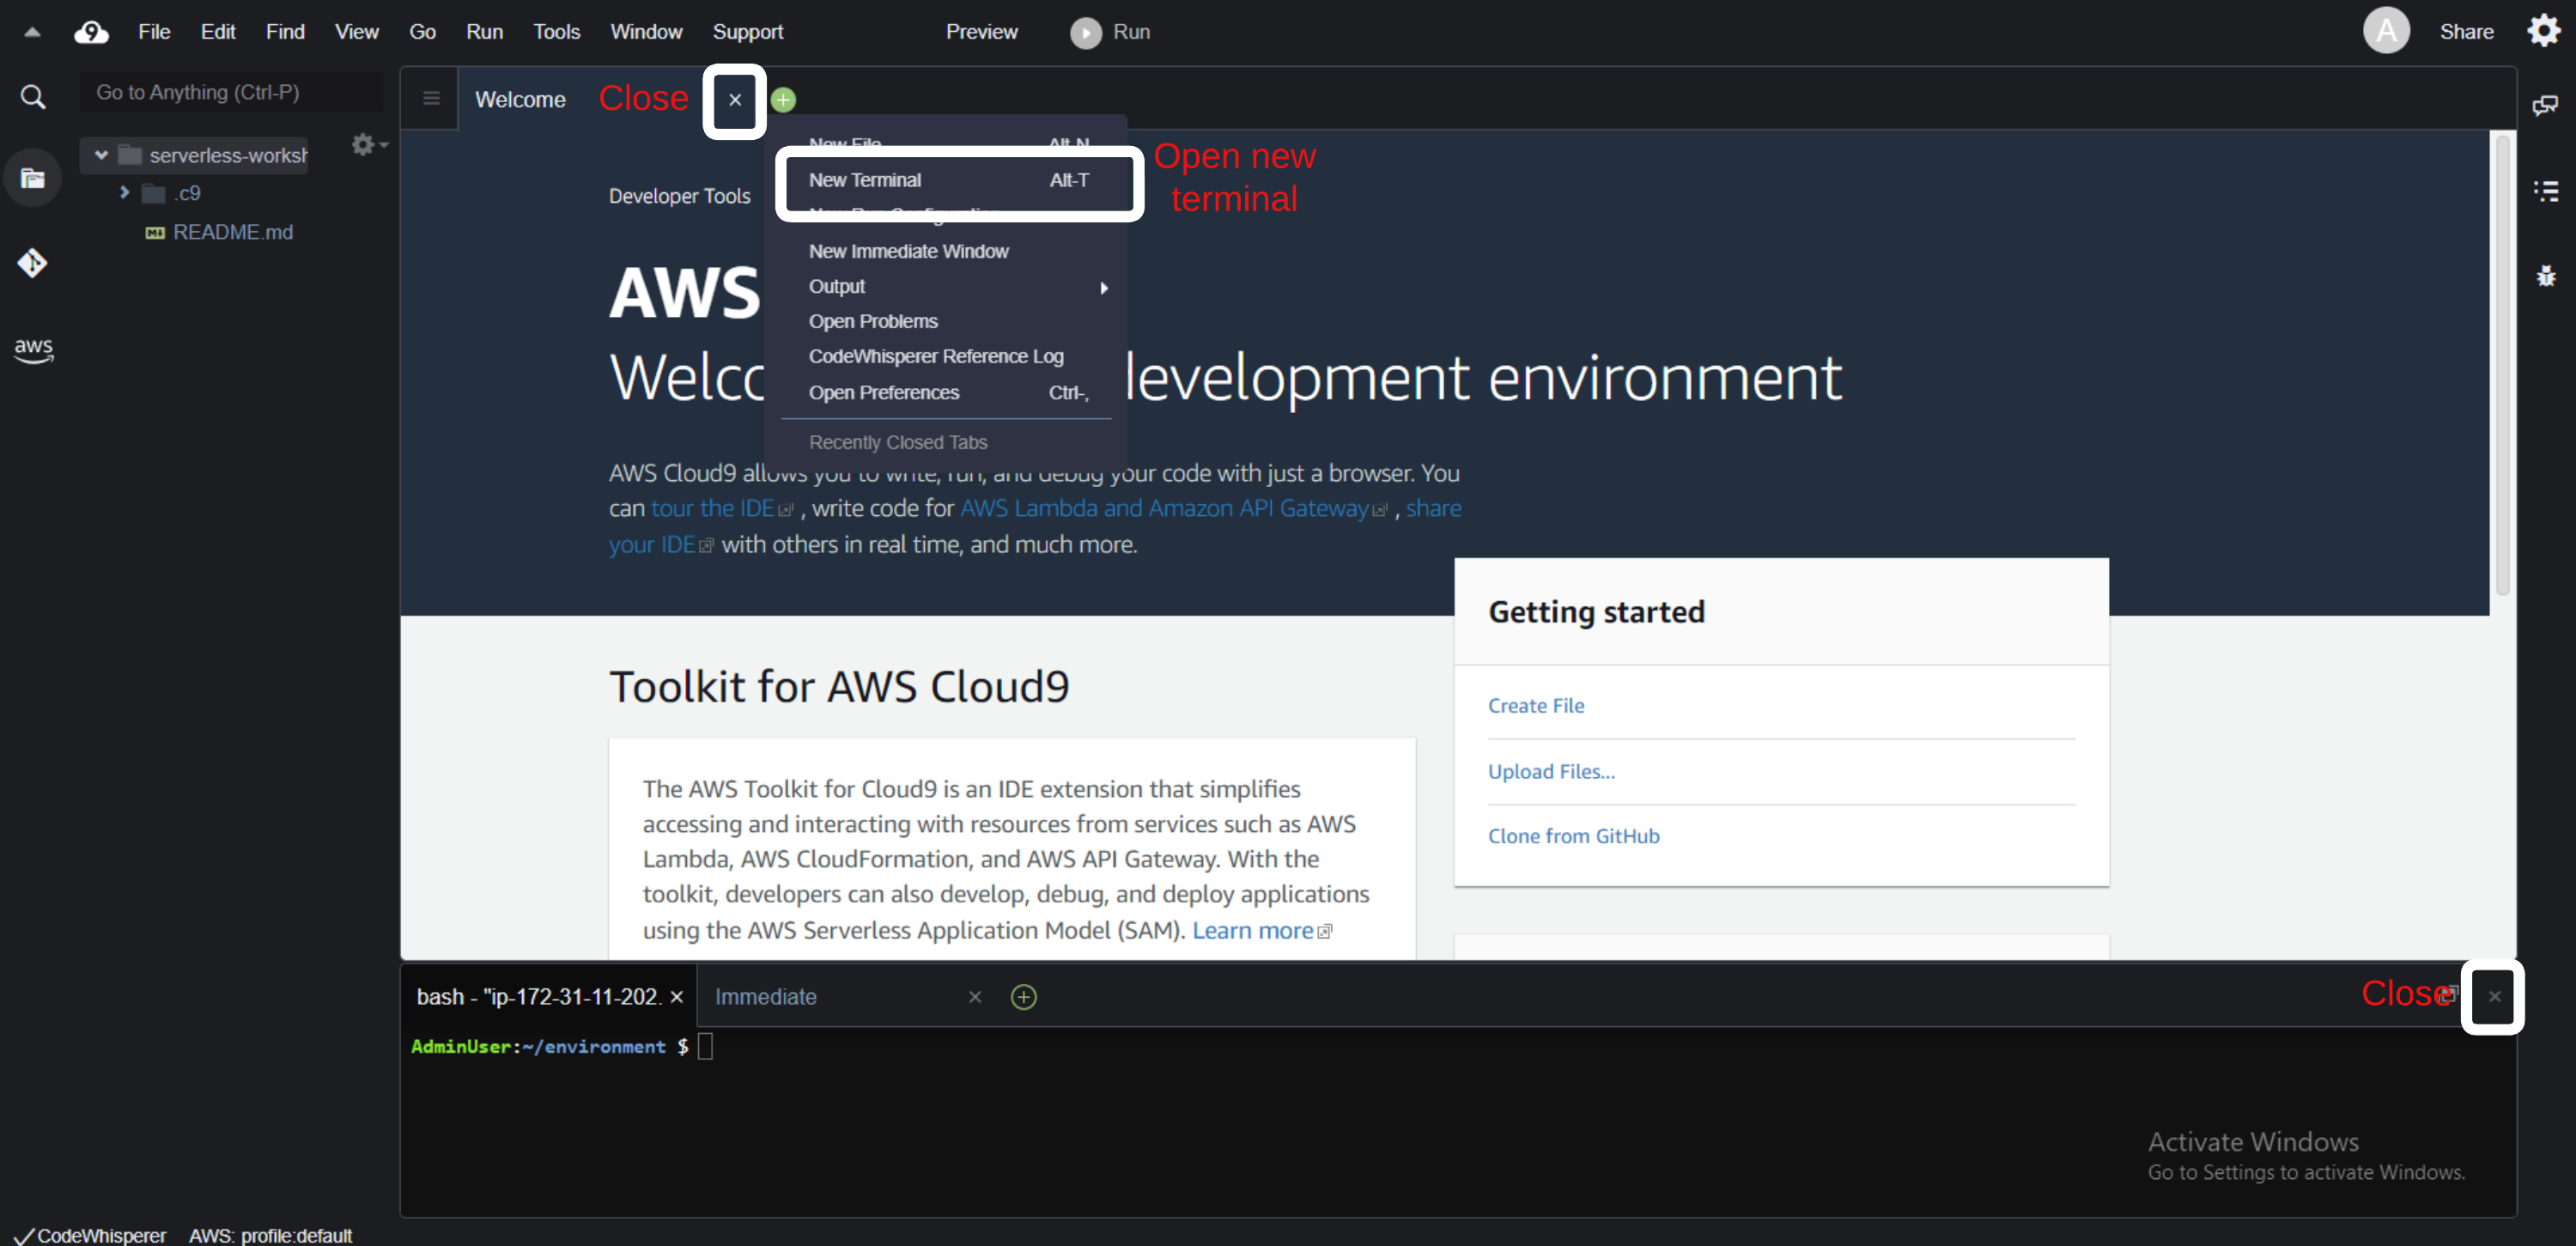 File Edit Find View Go Run Tools Window Support Preview Run A Share
Go to Anything (Ctrl-P)
serverless-worksh
.c9
README.md
aws
Welcome Close
New File Alt-N
New Terminal Alt-T
Open new
terminal
New Run Configuration
New Immediate Window
Output
Open Problems
CodeWhisperer Reference Log
Open Preferences Ctrl-,
Recently Closed Tabs
Developer Tools
AWS
Welco
development environment
AWS Cloud9 allows you to write, run, and debug your code with just a browser. You
can tour the IDE , write code for AWS Lambda and Amazon API Gateway , share
your IDE with others in real time, and much more.
Getting started
Create File
Upload Files...
Clone from GitHub
Toolkit for AWS Cloud9
The AWS Toolkit for Cloud9 is an IDE extension that simplifies
accessing and interacting with resources from services such as AWS
Lambda, AWS CloudFormation, and AWS API Gateway. With the
toolkit, developers can also develop, debug, and deploy applications
using the AWS Serverless Application Model (SAM). Learn more
bash - "ip-172-31-11-202. Immediate Close
AdminUser:~/environment $
Activate Windows
Go to Settings to activate Windows.
CodeWhisperer AWS: profile:default